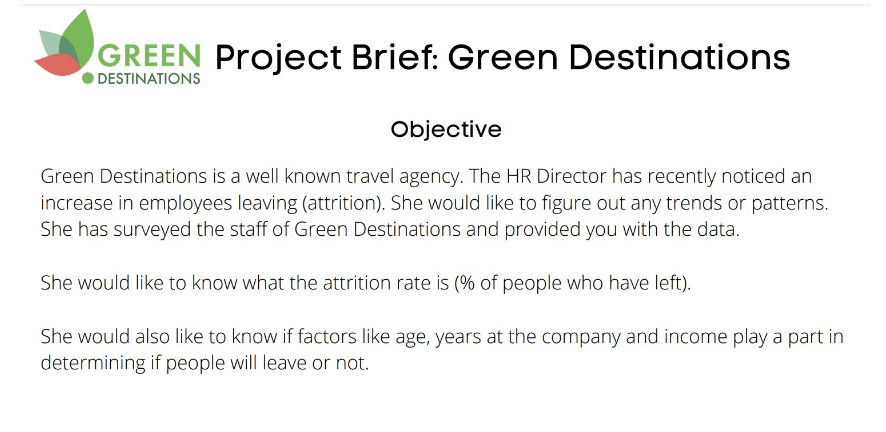 GREEN
DESTINATIONS
Project Brief: Green Destinations
Objective
Green Destinations is a well known travel agency. The HR Director has recently noticed an
increase in employees leaving (attrition). She would like to figure out any trends or patterns.
She has surveyed the staff of Green Destinations and provided you with the data.
She would like to know what the attrition rate is (% of people who have left).
She would also like to know if factors like age, years at the company and income play a part in
determining if people will leave or not.